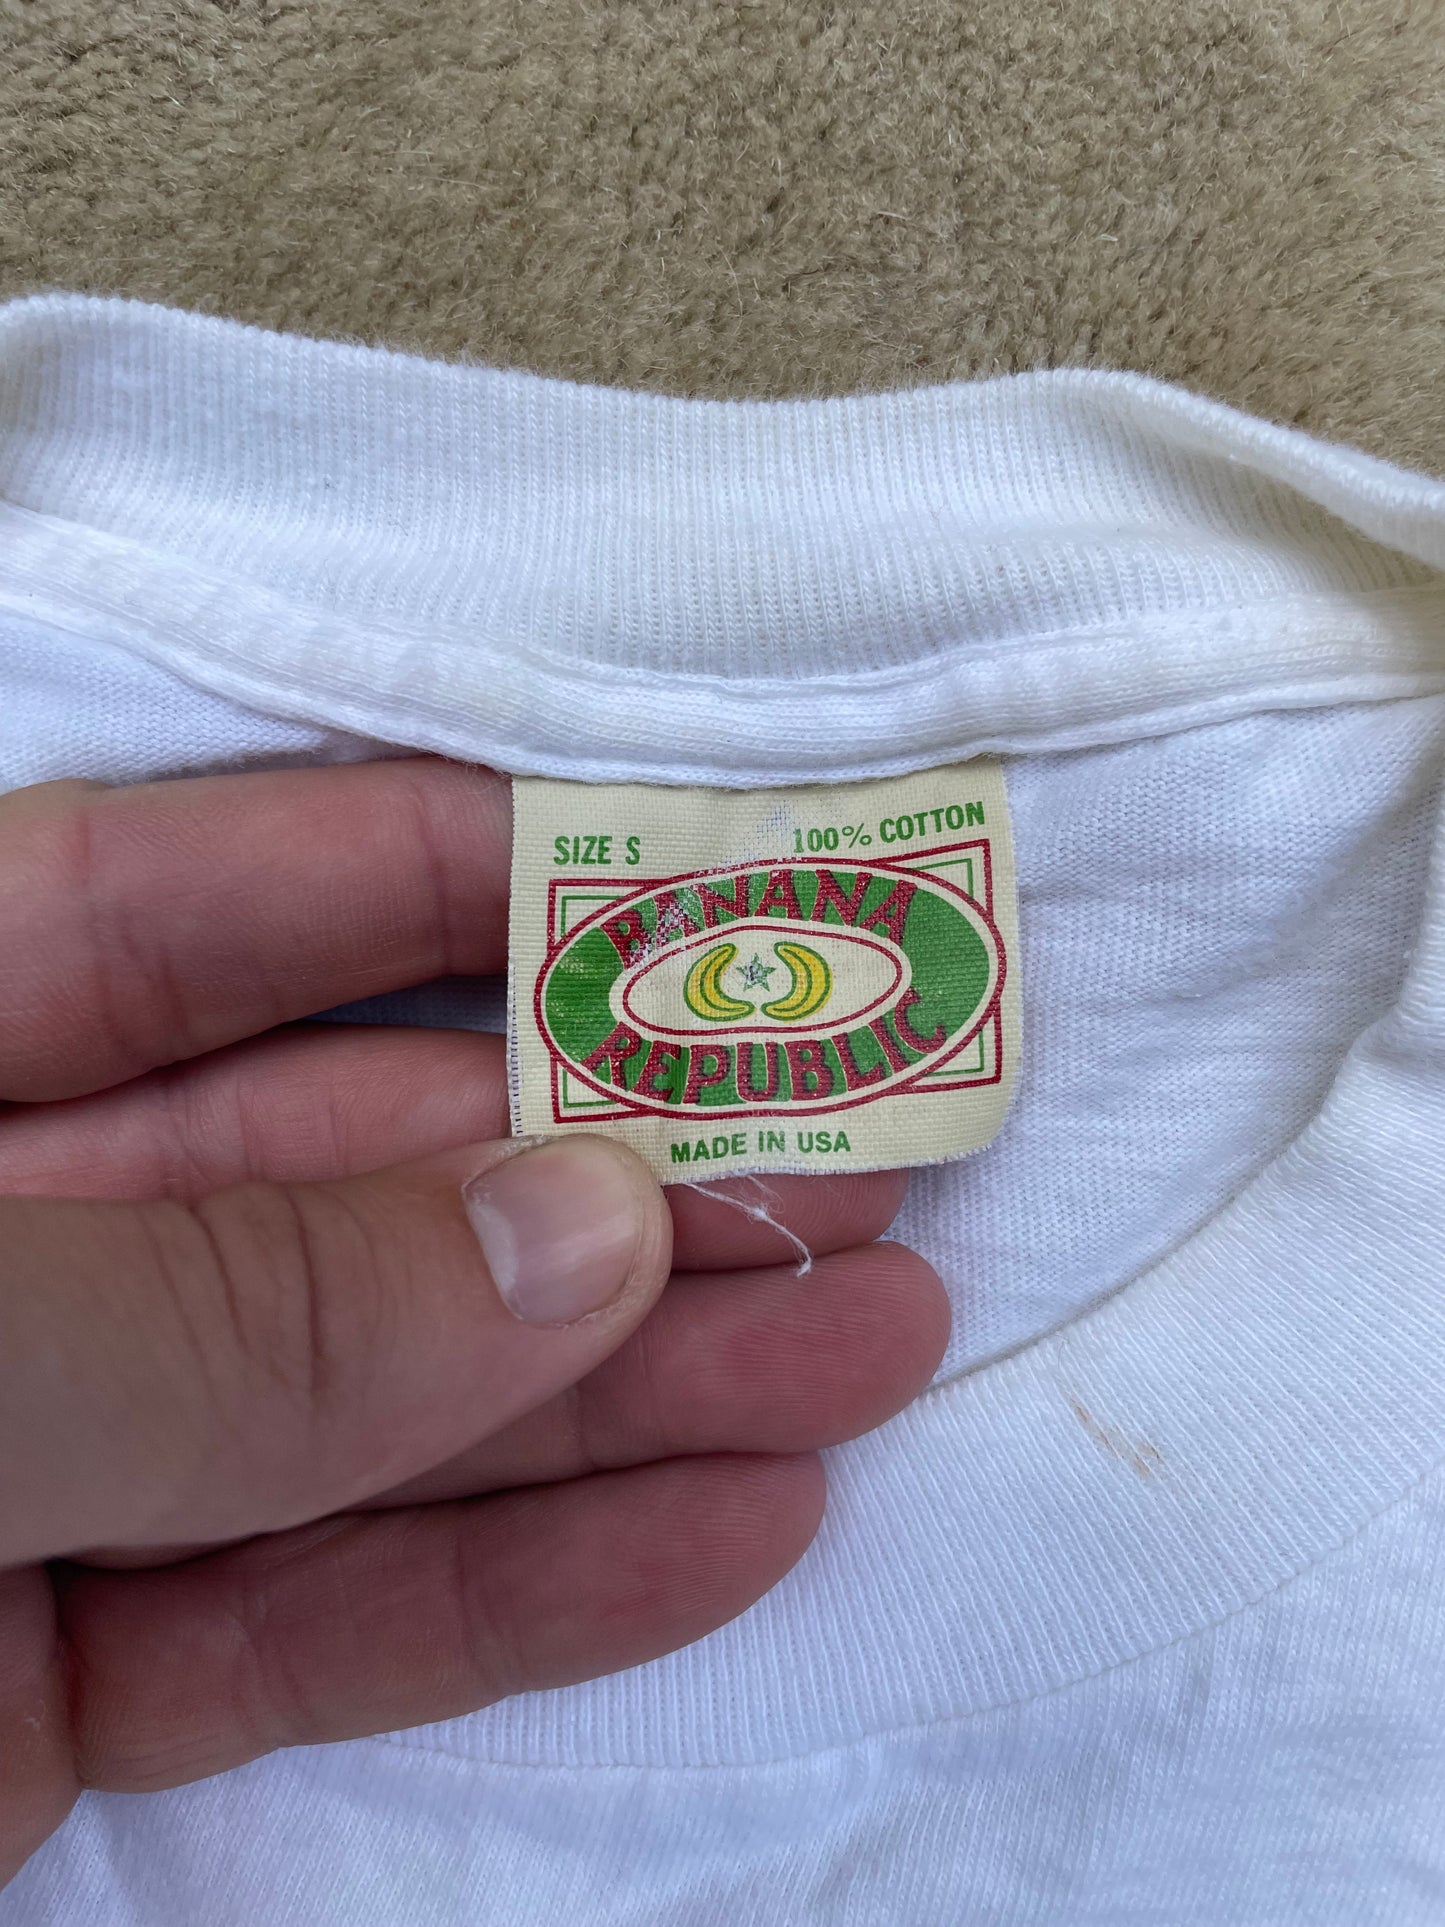 SIZE S 100% COTTON
BANANA
REPUBLIC
MADE IN USA